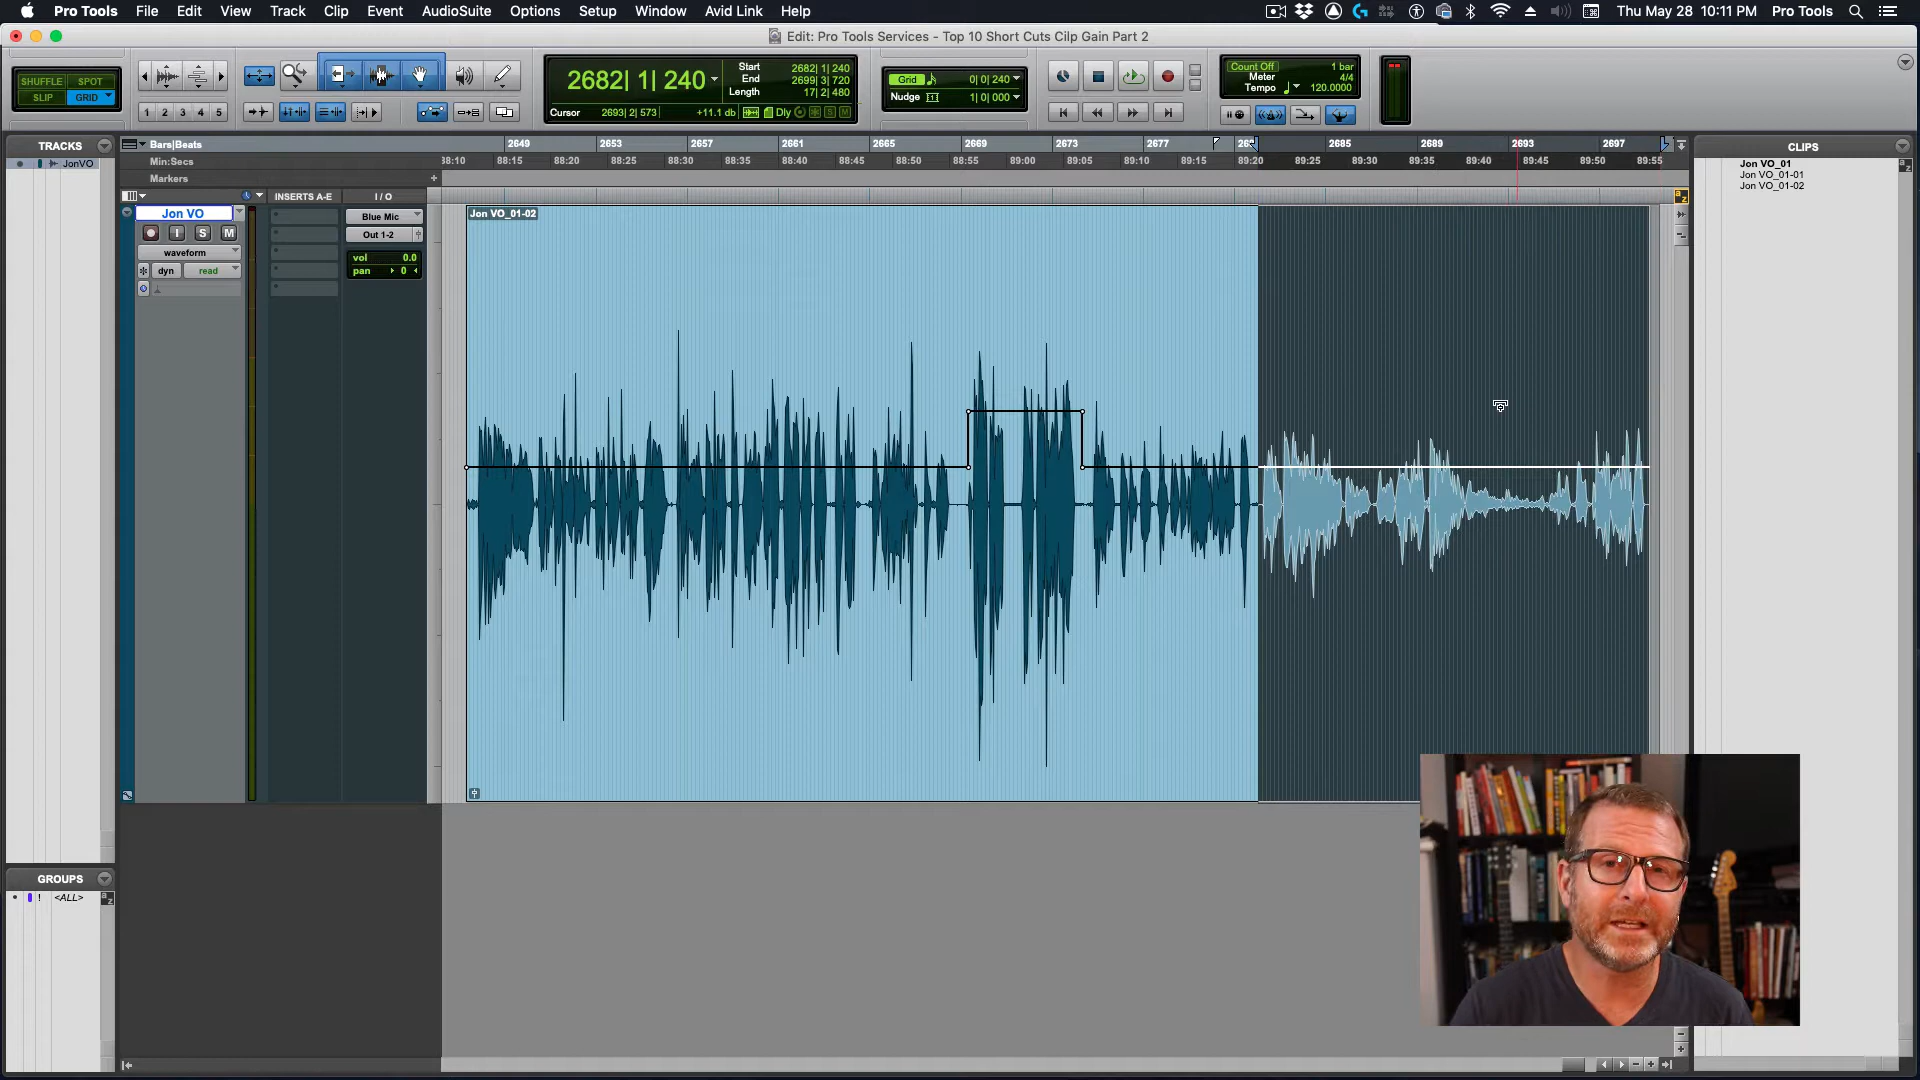 Pro Tools File Edit View Track Clip Event AudioSuite Options Setup Window Avid Link Help Thu May 28 10:11 PM Pro Tools
Edit: Pro Tools Services - Top 10 Short Cuts Cilp Gain Part 2
SHUFFLE SPOT
SLIP GRID
1 2 3 4 5
2682| 1| 240
Start 2682| 1| 240
End 2699| 3| 720
Length 17| 2| 480
Cursor 2693| 2| 573 +11.1 db Dly S M
Grid 0| 0| 240
Nudge 1| 0| 000
Count Off 1 bar
Meter 4/4
Tempo 120.0000
TRACKS
JonVO
Bars|Beats 2649 2653 2657 2661 2665 2669 2673 2677 2685 2689 2693 2697
Min:Secs 88:10 88:15 88:20 88:25 88:30 88:35 88:40 88:45 88:50 88:55 89:00 89:05 89:10 89:15 89:20 89:25 89:30 89:35 89:40 89:45 89:50 89:55
Markers +
INSERTS A-E I / O
Jon VO
I S M
waveform
dyn read
Blue Mic
Out 1-2
vol 0.0
pan 0
Jon VO_01-02
CLIPS
Jon VO_01
Jon VO_01-01
Jon VO_01-02
GROUPS
! <ALL>